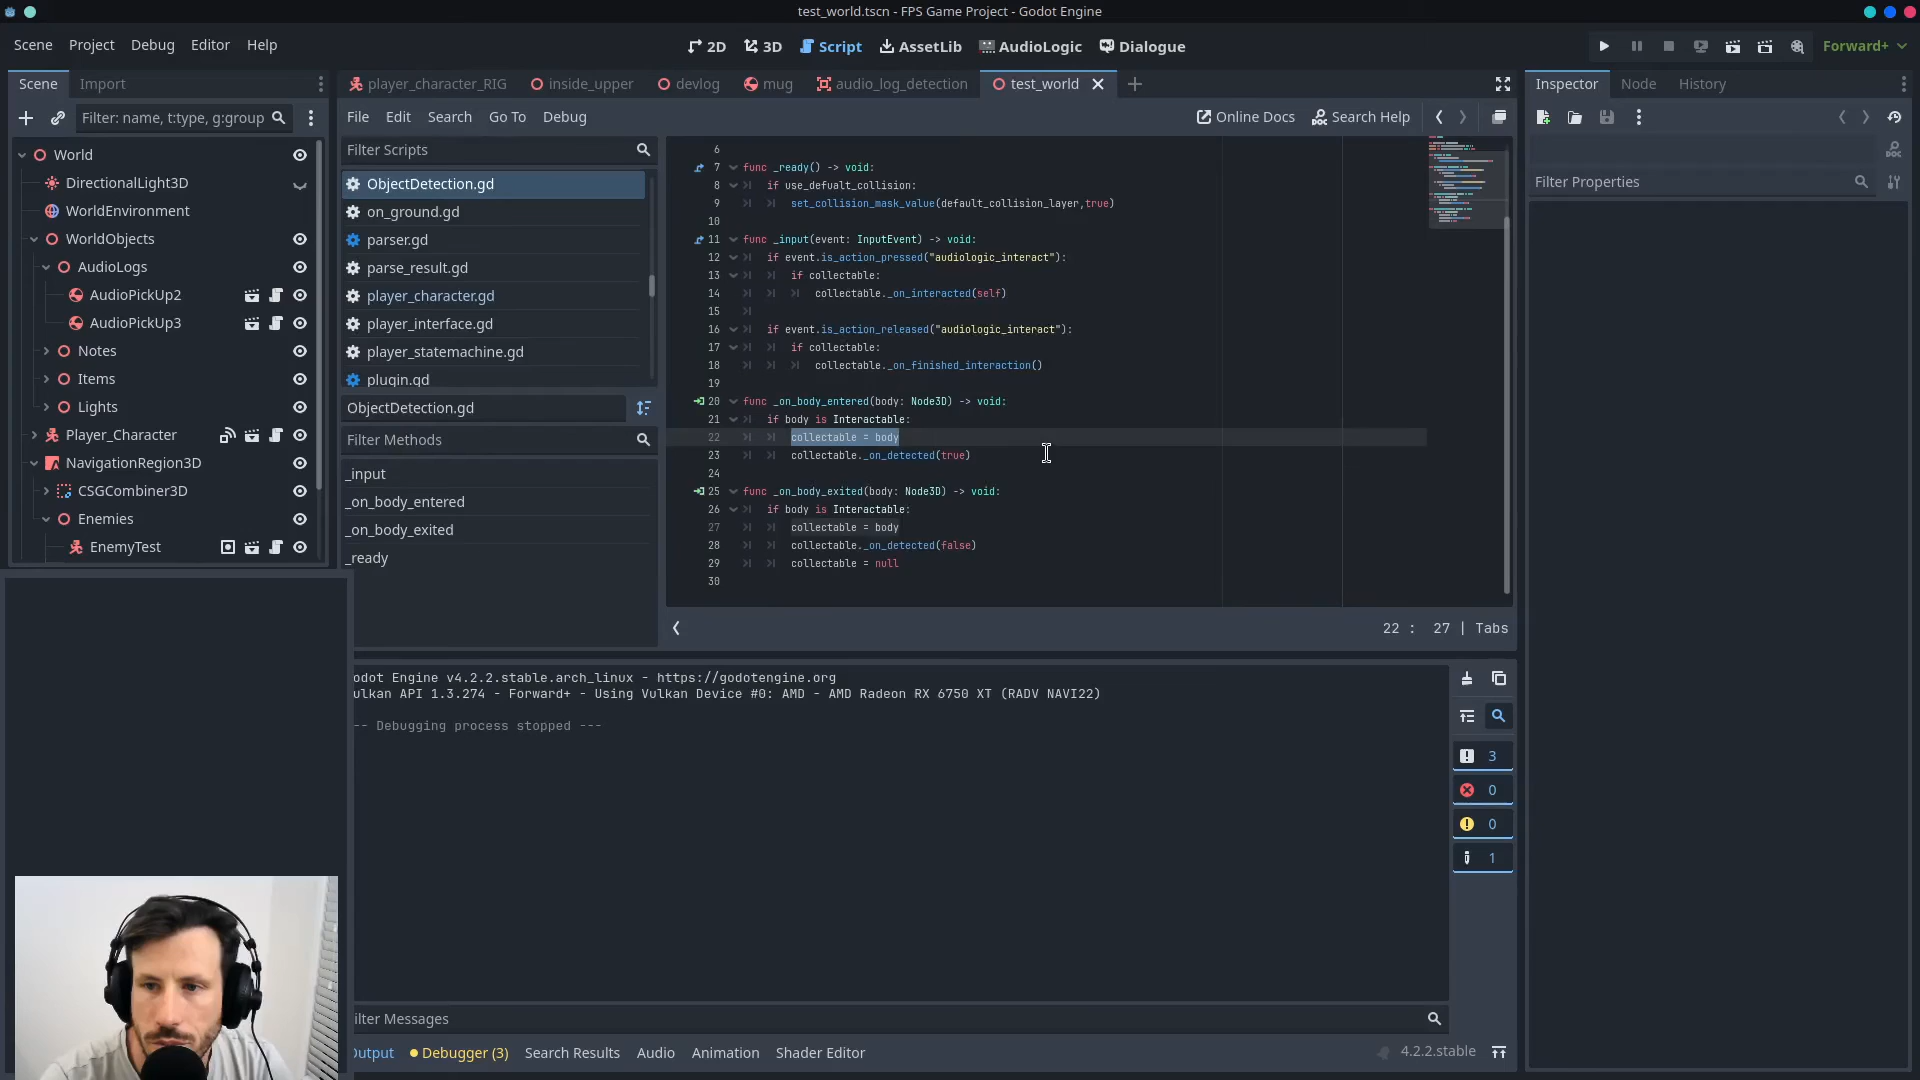 test_world.tscn - FPS Game Project - Godot Engine
Scene Project Debug Editor Help
2D 3D Script AssetLib AudioLogic Dialogue
Forward+
Scene Import
Filter: name, t:type, g:group
World
DirectionalLight3D
WorldEnvironment
WorldObjects
AudioLogs
AudioPickUp2
AudioPickUp3
Notes
Items
Lights
Player_Character
NavigationRegion3D
CSGCombiner3D
Enemies
EnemyTest
player_character_RIG inside_upper devlog mug audio_log_detection test_world
File Edit Search Go To Debug
Online Docs Search Help
Filter Scripts
ObjectDetection.gd
on_ground.gd
parser.gd
parse_result.gd
player_character.gd
player_interface.gd
player_statemachine.gd
plugin.gd
ObjectDetection.gd
Filter Methods
_input
_on_body_entered
_on_body_exited
_ready
6
7 func _ready() -> void:
8 if use_defualt_collision:
9 set_collision_mask_value(default_collision_layer,true)
10
11 func _input(event: InputEvent) -> void:
12 if event.is_action_pressed("audiologic_interact"):
13 if collectable:
14 collectable._on_interacted(self)
15
16 if event.is_action_released("audiologic_interact"):
17 if collectable:
18 collectable._on_finished_interaction()
19
20 func _on_body_entered(body: Node3D) -> void:
21 if body is Interactable:
22 collectable = body
23 collectable._on_detected(true)
24
25 func _on_body_exited(body: Node3D) -> void:
26 if body is Interactable:
27 collectable = body
28 collectable._on_detected(false)
29 collectable = null
30
22 : 27 | Tabs
odot Engine v4.2.2.stable.arch_linux - https://godotengine.org
ulkan API 1.3.274 - Forward+ - Using Vulkan Device #0: AMD - AMD Radeon RX 6750 XT (RADV NAVI22)
-- Debugging process stopped ---
3
0
0
1
ilter Messages
Output Debugger (3) Search Results Audio Animation Shader Editor
4.2.2.stable
Inspector Node History
Filter Properties